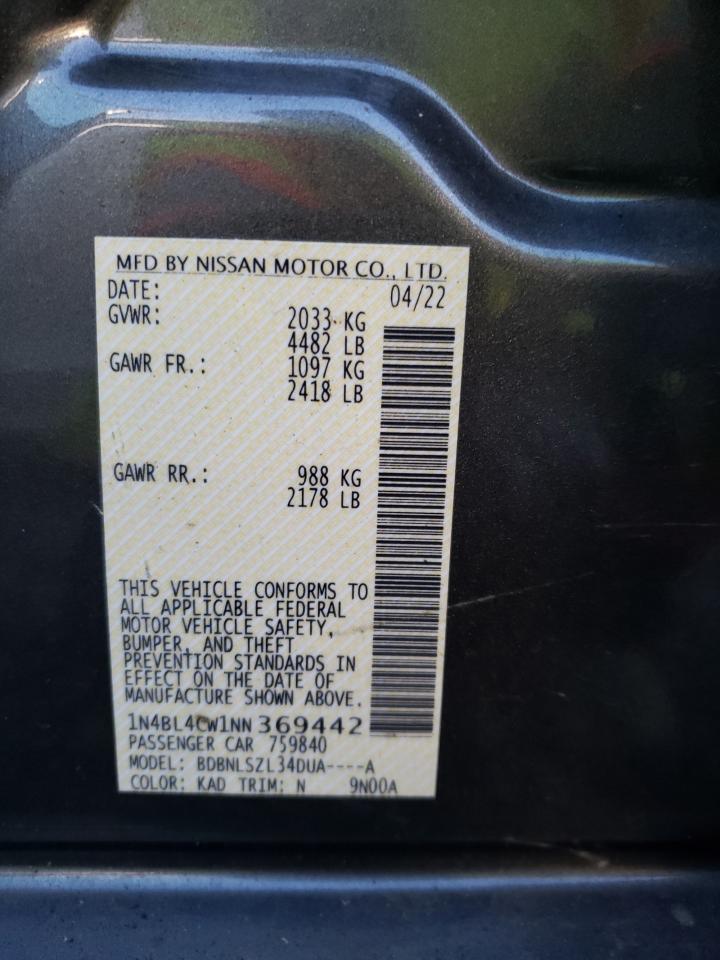 MFD BY NISSAN MOTOR CO., LTD.
DATE: 04/22
GVWR: 2033 KG
4482 LB
GAWR FR.: 1097 KG
2418 LB
GAWR RR.: 988 KG
2178 LB
THIS VEHICLE CONFORMS TO
ALL APPLICABLE FEDERAL
MOTOR VEHICLE SAFETY,
BUMPER, AND THEFT
PREVENTION STANDARDS IN
EFFECT ON THE DATE OF
MANUFACTURE SHOWN ABOVE.
1N4BL4CW1NN369442
PASSENGER CAR 759840
MODEL: BDBNLSZL34DUA----A
COLOR: KAD TRIM: N 9N00A